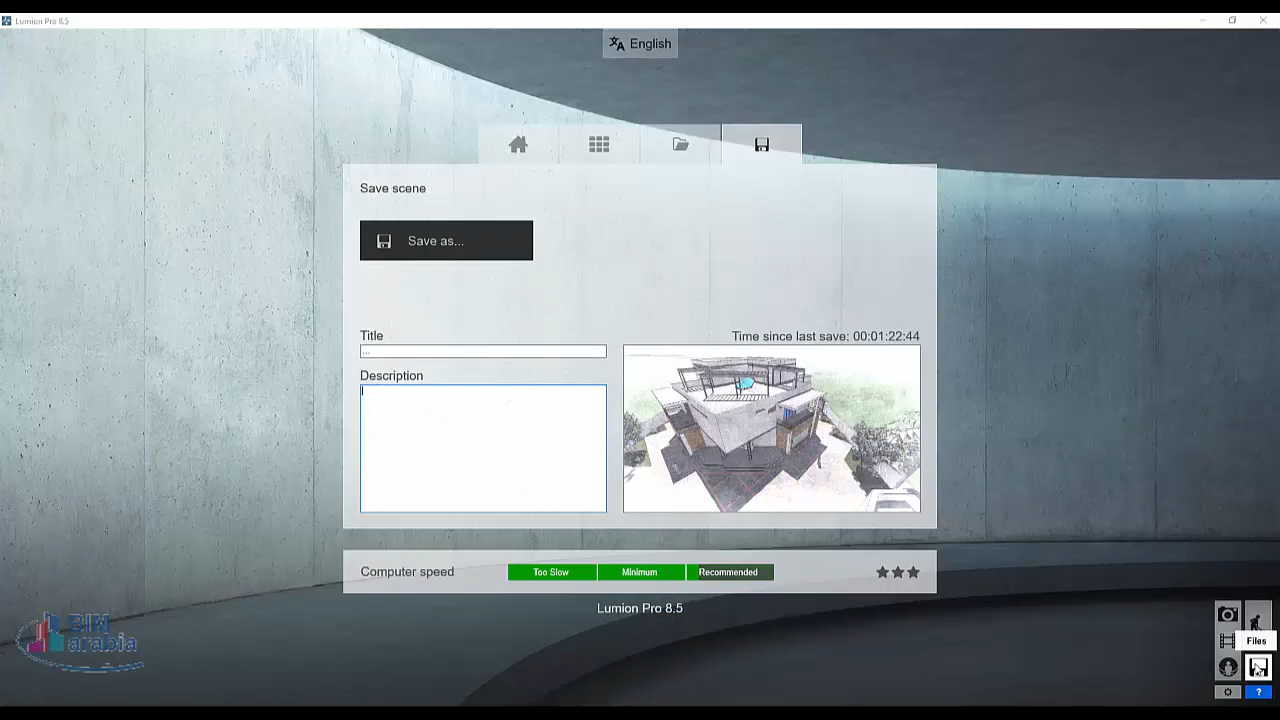 Lumion Pro 8.5
English
Save scene
Save as...
Title
Time since last save: 00:01:22:44
...
Description
Computer speed
Too Slow
Minimum
Recommended
Lumion Pro 8.5
BIM
arabia
Files
?